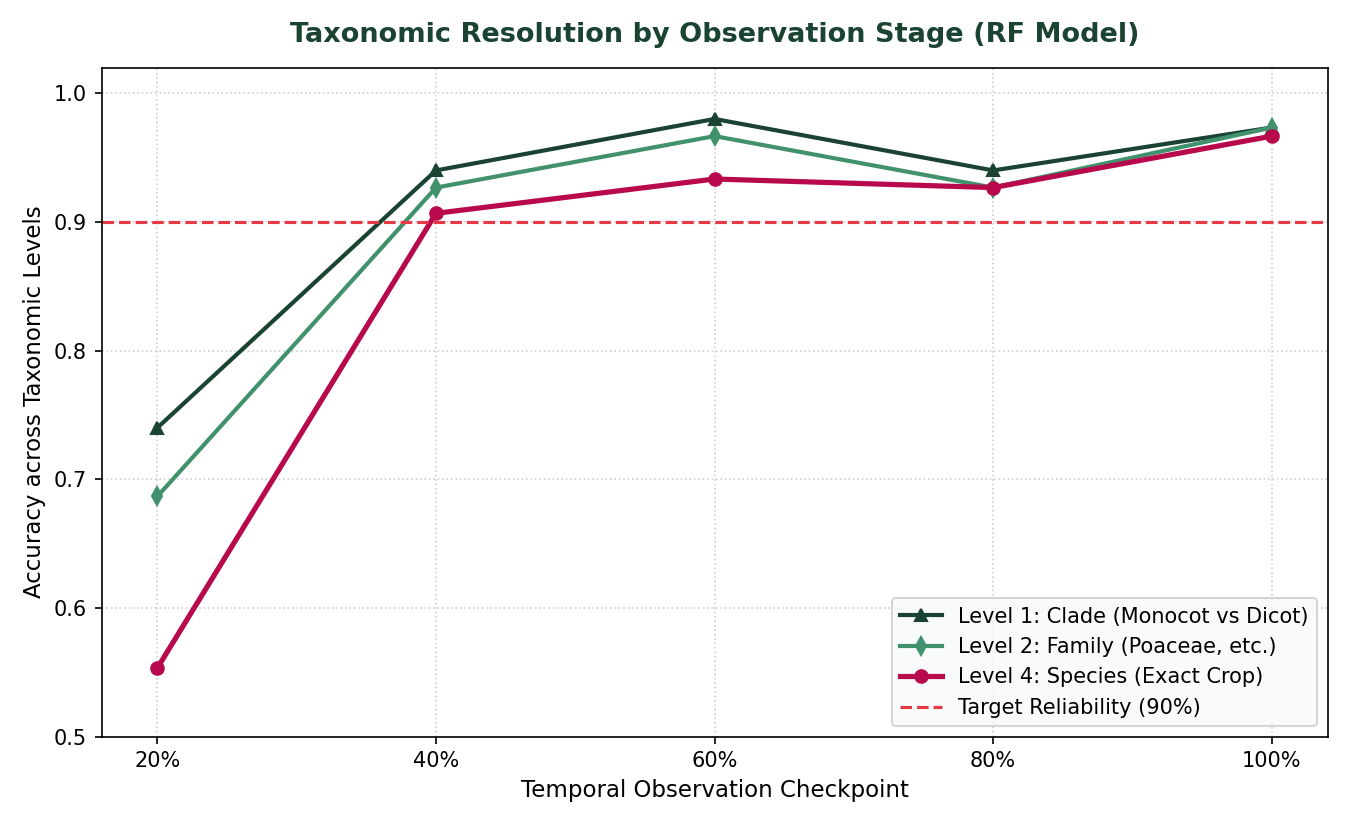 Taxonomic Resolution by Observation Stage (RF Model)
Accuracy across Taxonomic Levels
1.0
0.9
0.8
0.7
0.6
0.5
Level 1: Clade (Monocot vs Dicot)
Level 2: Family (Poaceae, etc.)
Level 4: Species (Exact Crop)
Target Reliability (90%)
20% 40% 60% 80% 100%
Temporal Observation Checkpoint